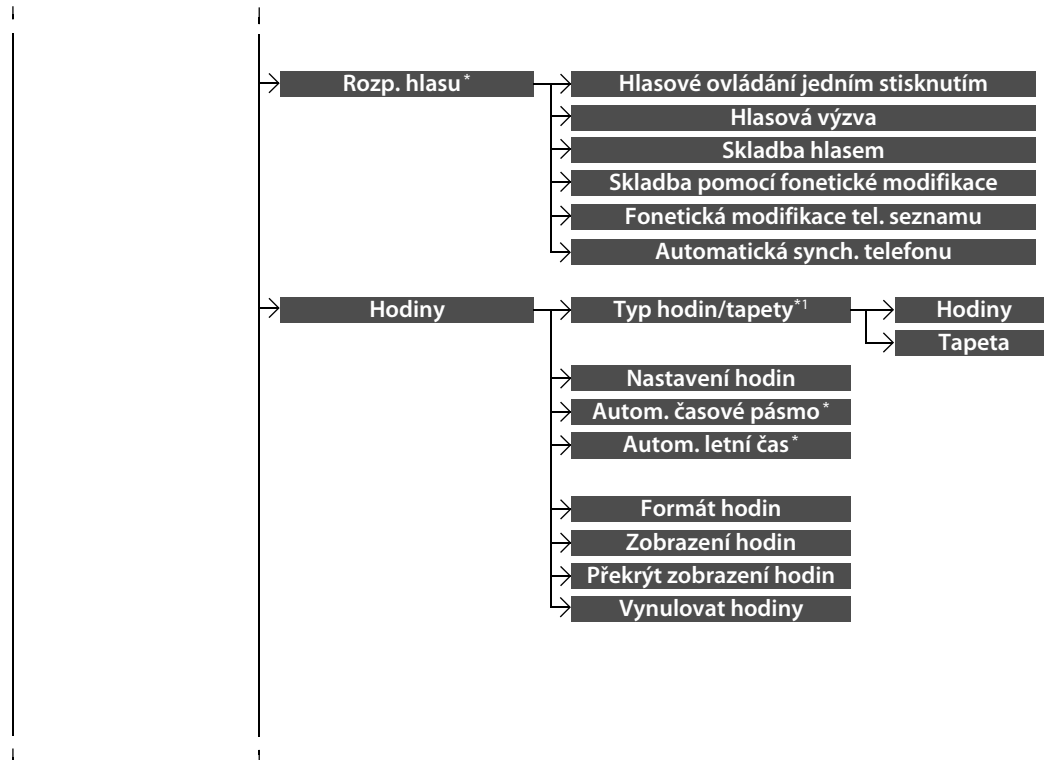 Rozp. hlasu*
Hlasové ovládání jedním stisknutím
Hlasová výzva
Skladba hlasem
Skladba pomocí fonetické modifikace
Fonetická modifikace tel. seznamu
Automatická synch. telefonu
Hodiny
Typ hodin/tapety*1
Hodiny
Tapeta
Nastavení hodin
Autom. časové pásmo*
Autom. letní čas*
Formát hodin
Zobrazení hodin
Překrýt zobrazení hodin
Vynulovat hodiny